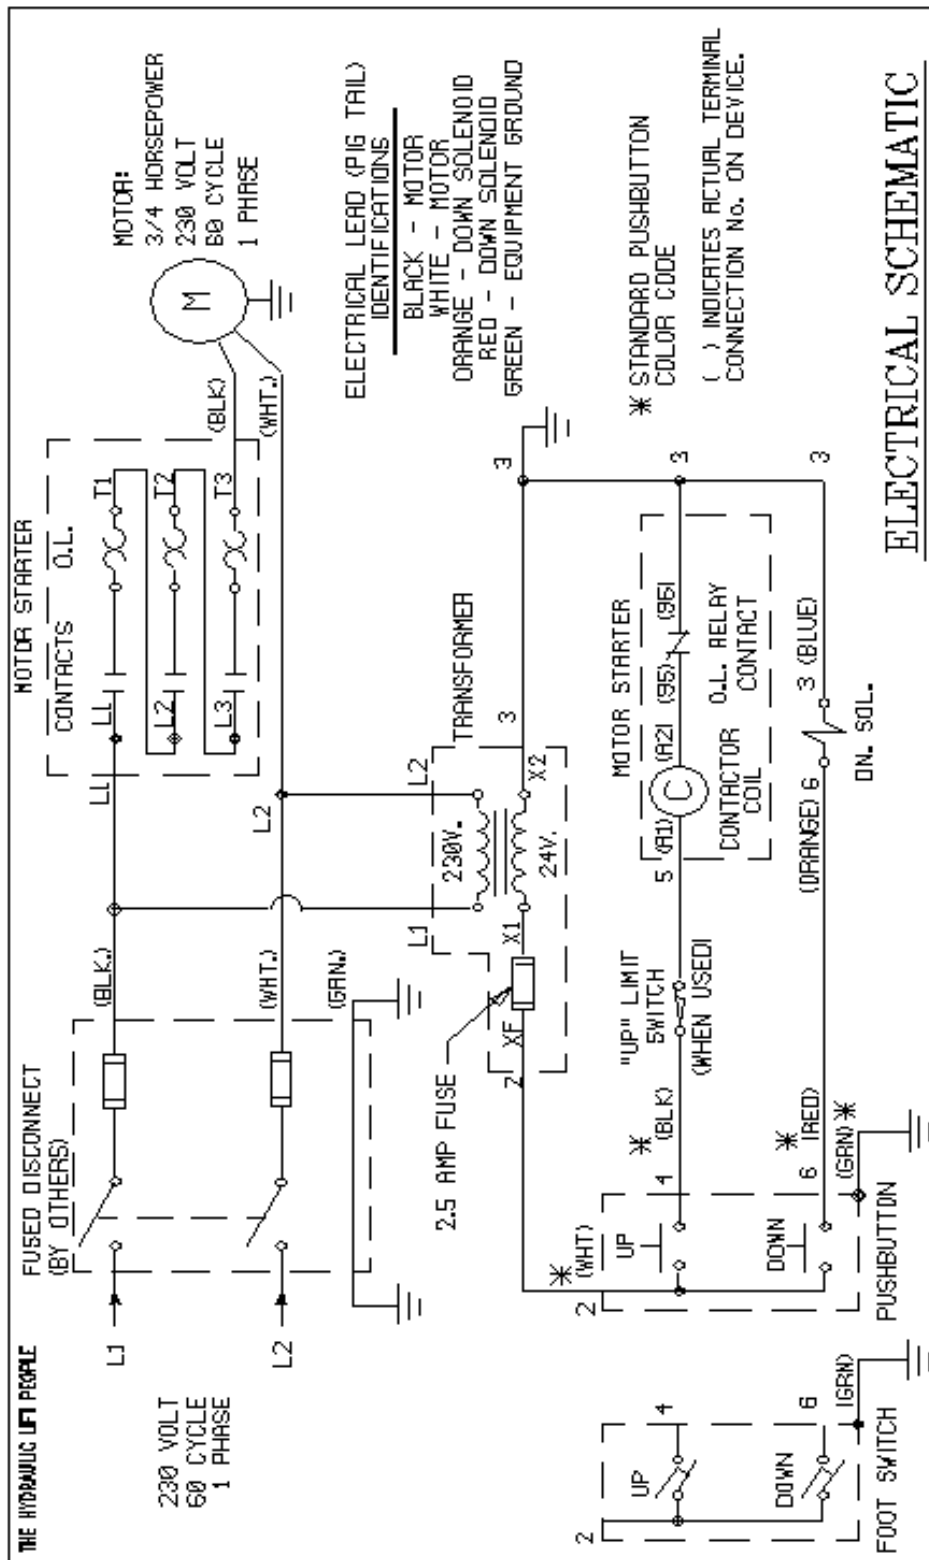 THE HYDRAULIC LIFT PEOPLE
230 VOLT
60 CYCLE
1 PHASE
L1
L2
FUSED DISCONNECT
(BY OTHERS)
(BLK.)
(WHT.)
(GRN.)
LL
L2
MOTOR STARTER
CONTACTS O.L.
LL
T1
L2
T2
L3
T3
(BLK)
(WHT.)
M
MOTOR:
3/4 HORSEPOWER
230 VOLT
60 CYCLE
1 PHASE
ELECTRICAL LEAD (PIG TAIL)
IDENTIFICATIONS
BLACK - MOTOR
WHITE - MOTOR
ORANGE - DOWN SOLENOID
RED - DOWN SOLENOID
GREEN - EQUIPMENT GROUND
TRANSFORMER
L1
L2
230V.
24V.
X1
X2
XF
2.5 AMP FUSE
2
3
3
* STANDARD PUSHBUTTON
COLOR CODE
( ) INDICATES ACTUAL TERMINAL
CONNECTION No. ON DEVICE.
2
* (WHT)
UP
4
* (BLK)
"UP" LIMIT
SWITCH
(WHEN USED)
5
MOTOR STARTER
(A1)
C
(A2)
(95)
(96)
CONTACTOR
COIL
O.L. RELAY
CONTACT
3
DOWN
6
* (RED)
(GRN) *
PUSHBUTTON
(ORANGE) 6
3 (BLUE)
DN. SOL.
3
2
UP
4
DOWN
6
(GRN)
FOOT SWITCH
ELECTRICAL SCHEMATIC